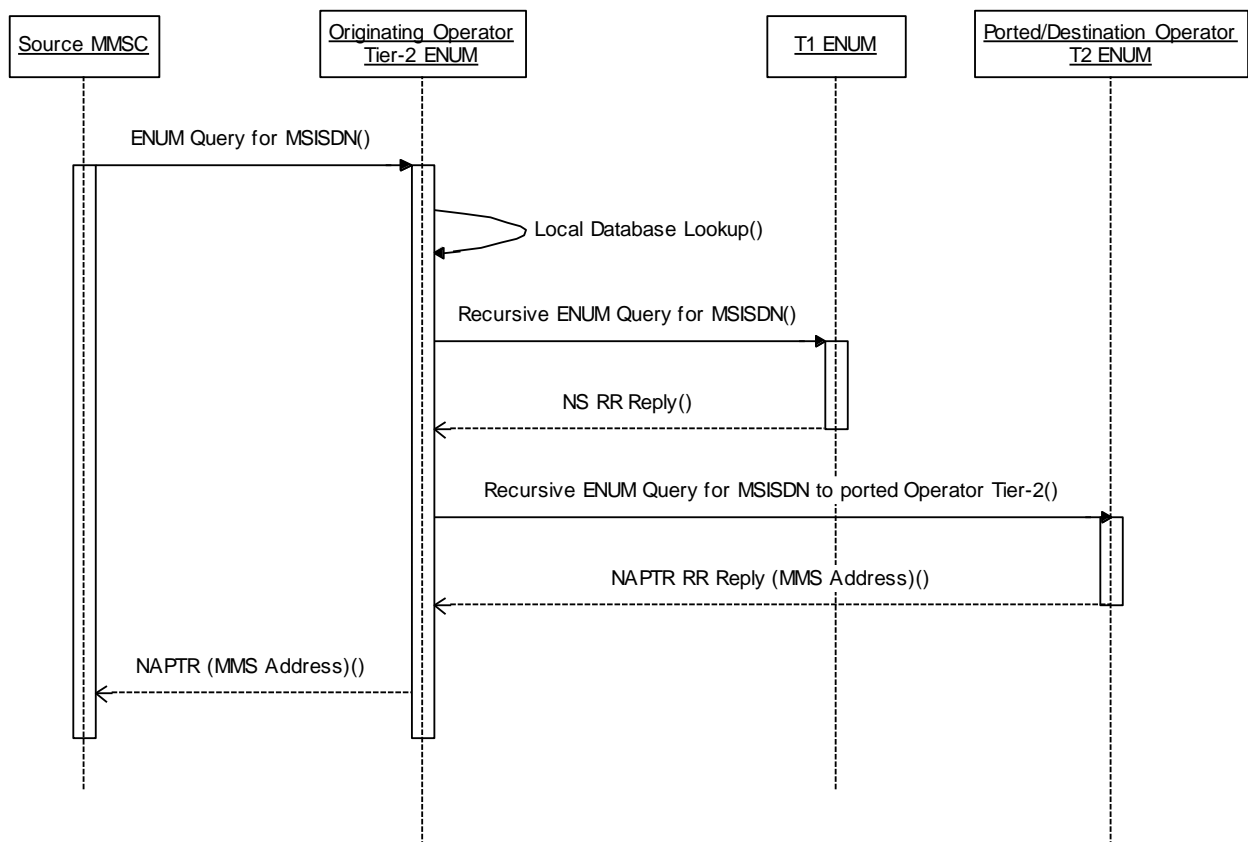 Source MMSC
Originating Operator
Tier-2 ENUM
T1 ENUM
Ported/Destination Operator
T2 ENUM
ENUM Query for MSISDN()
Local Database Lookup()
Recursive ENUM Query for MSISDN()
NS RR Reply()
Recursive ENUM Query for MSISDN to ported Operator Tier-2()
NAPTR RR Reply (MMS Address)()
NAPTR (MMS Address)()